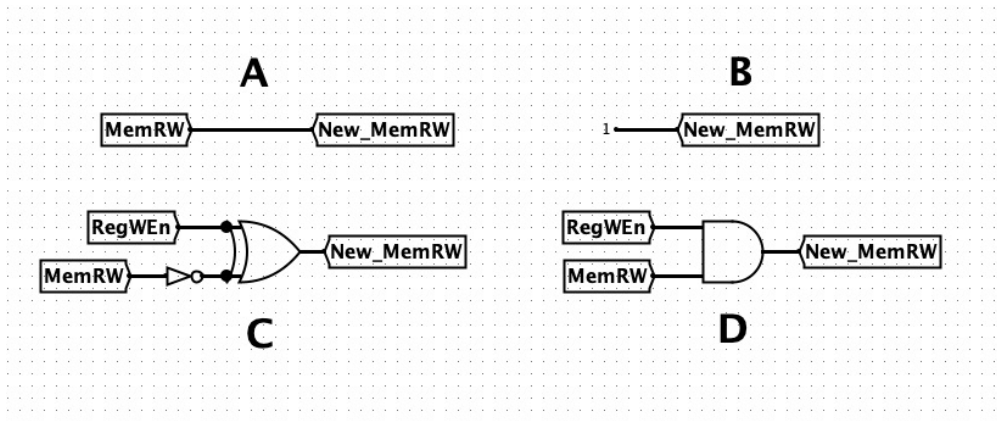 A
B
MemRW New_MemRW
1 New_MemRW
RegWEn
MemRW
New_MemRW
C
RegWEn
MemRW
New_MemRW
D